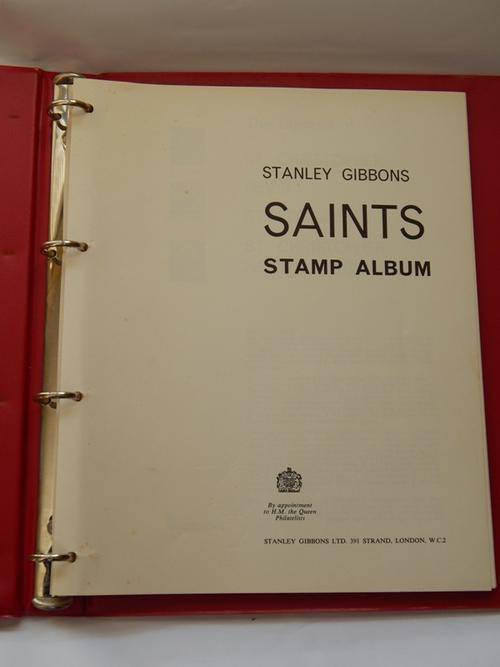 STANLEY GIBBONS
SAINTS
STAMP ALBUM
By appointment
to H.M. the Queen
Philatelists
STANLEY GIBBONS LTD. 391 STRAND, LONDON, W.C.2